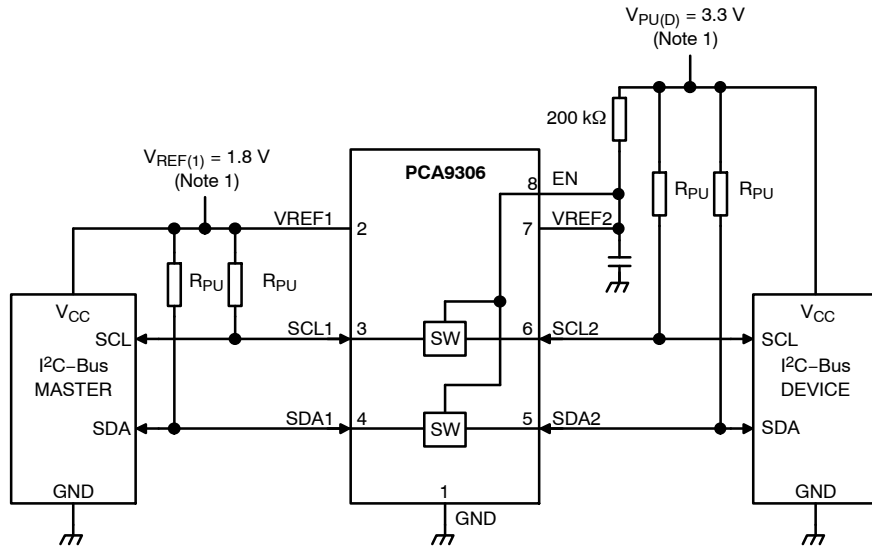 V_PU(D) = 3.3 V
(Note 1)
200 kΩ
V_REF(1) = 1.8 V
(Note 1)
PCA9306
8 EN
R_PU R_PU
VREF1 2
7 VREF2
R_PU R_PU
V_CC
V_CC
SCL SCL1 3 SW 6 SCL2 SCL
I²C−Bus
MASTER
I²C−Bus
DEVICE
SDA SDA1 4 SW 5 SDA2 SDA
GND
1
GND
GND